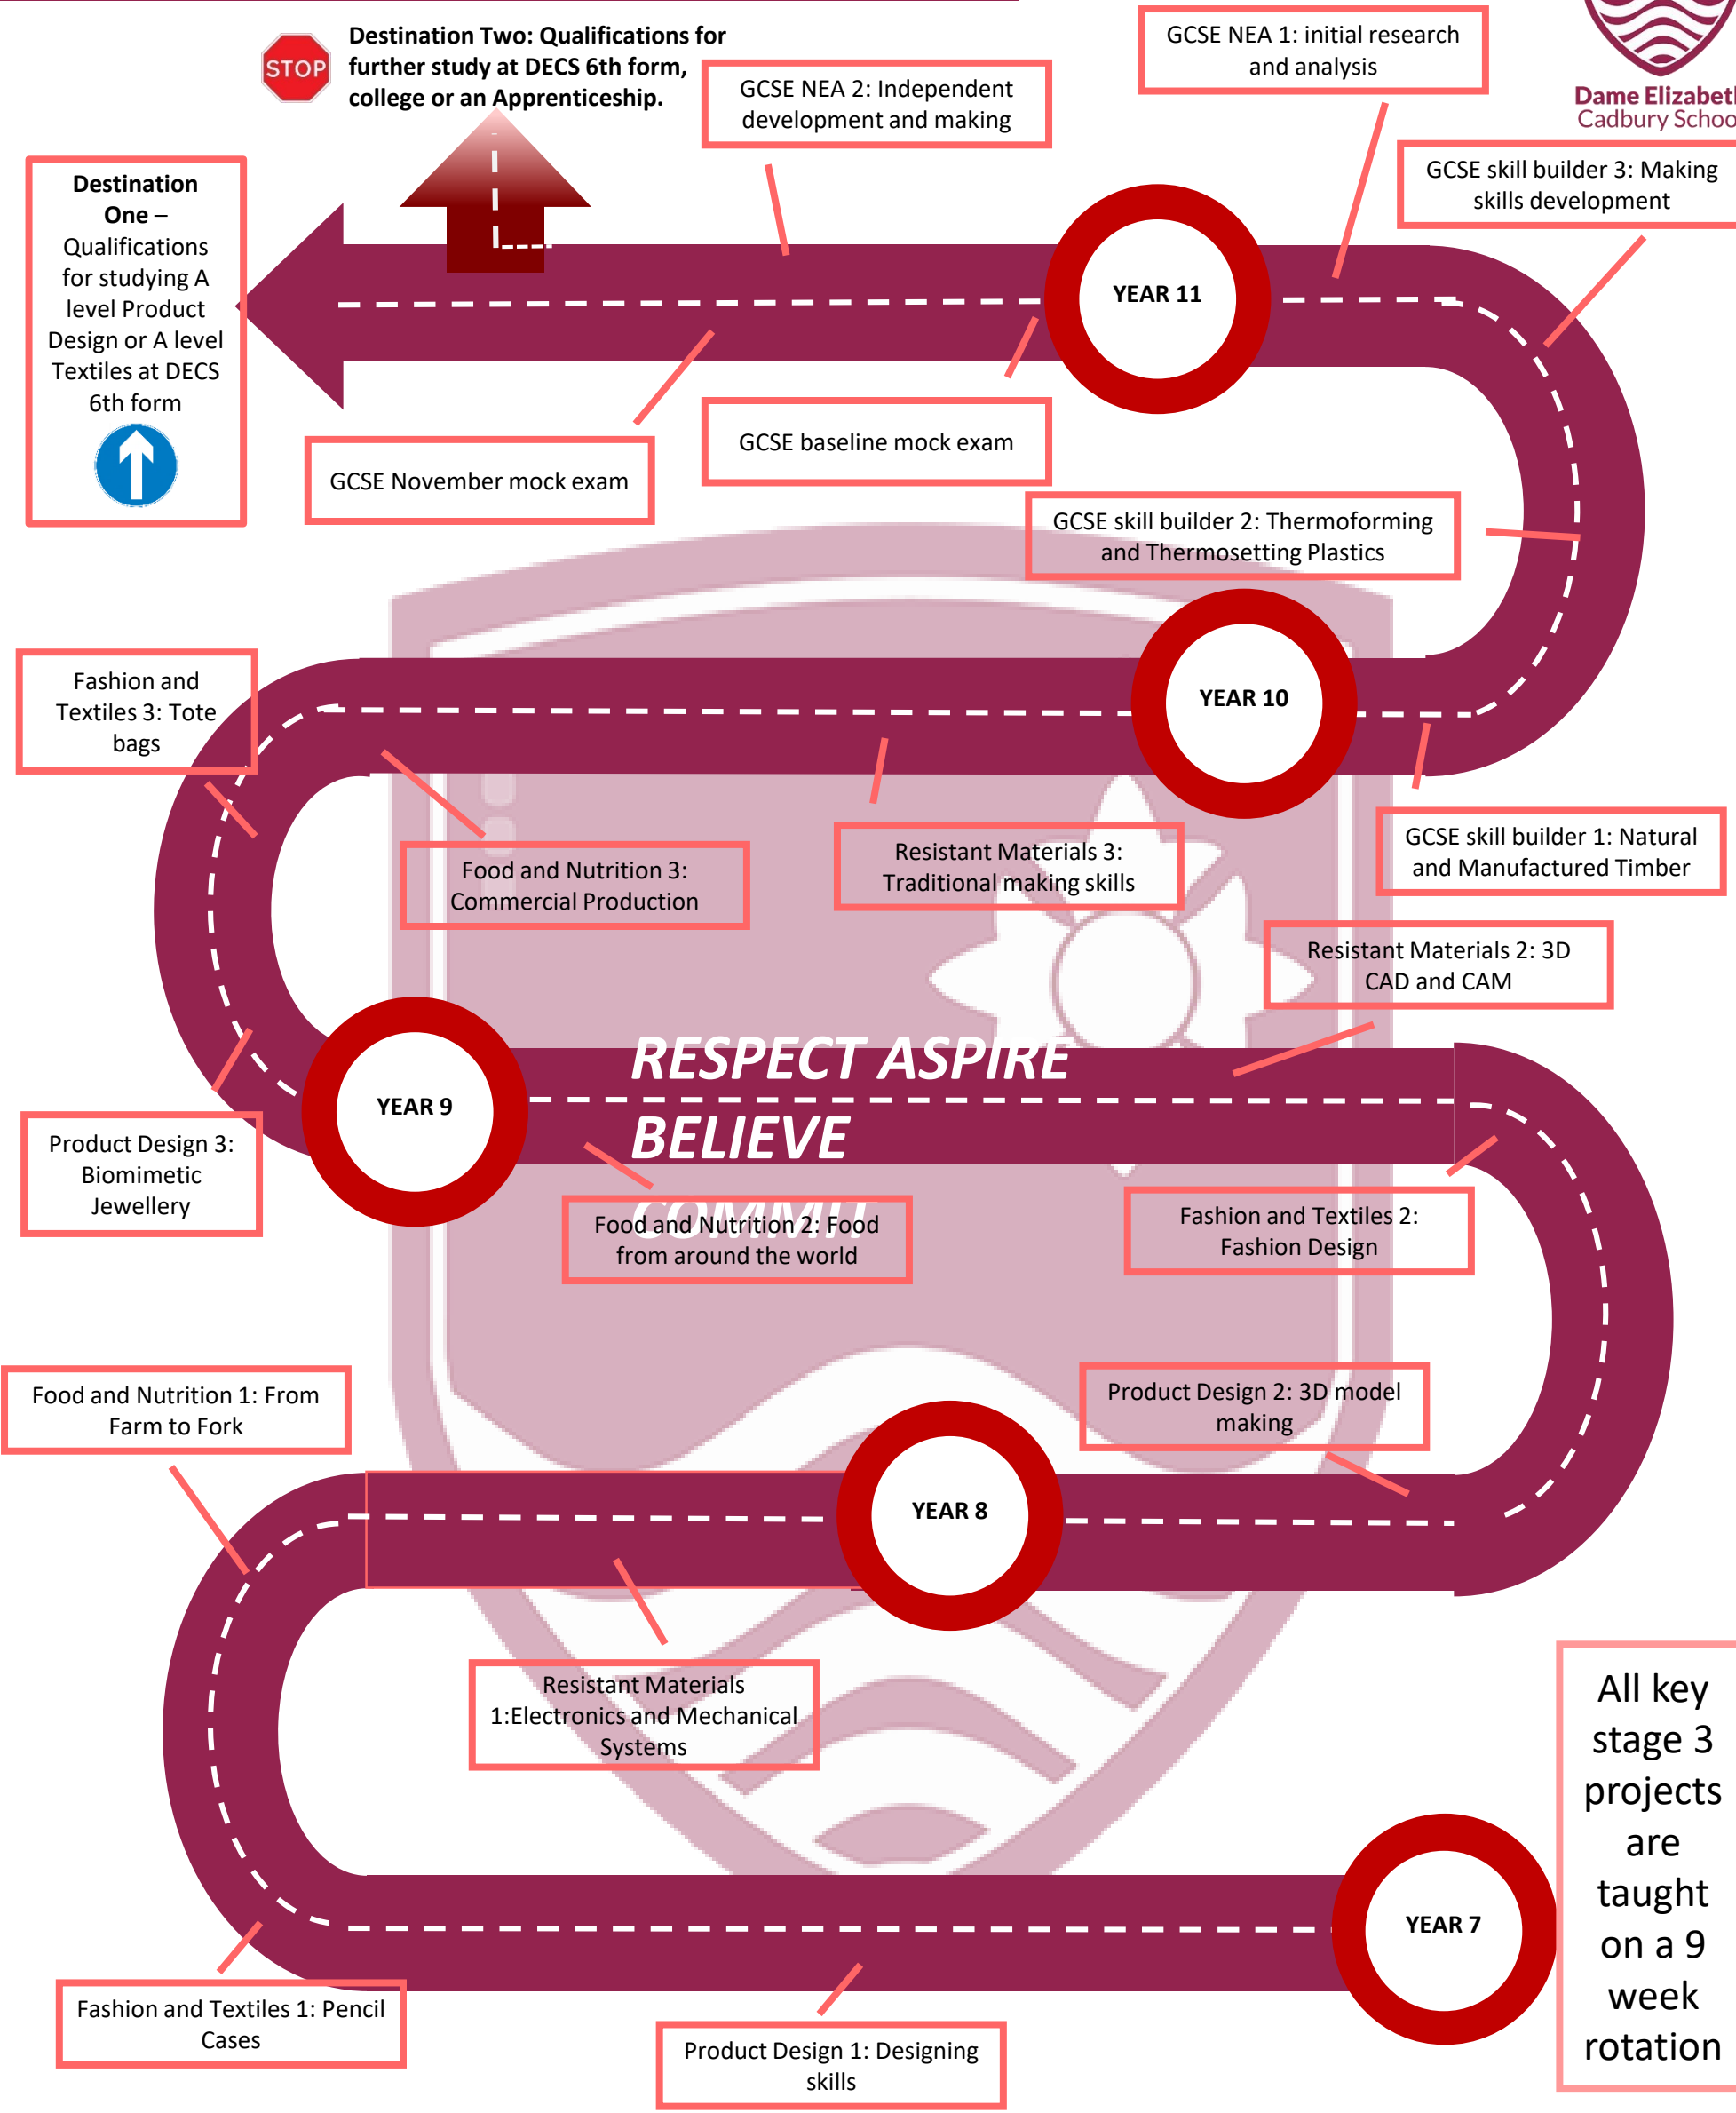 Destination Two: Qualifications for
further study at DECS 6th form,
college or an Apprenticeship.
STOP
GCSE NEA 1: initial research
and analysis
Dame Elizabeth
Cadbury School
GCSE NEA 2: Independent
development and making
GCSE skill builder 3: Making
skills development
Destination
One –
Qualifications
for studying A
level Product
Design or A level
Textiles at DECS
6th form
YEAR 11
GCSE baseline mock exam
GCSE November mock exam
GCSE skill builder 2: Thermoforming
and Thermosetting Plastics
Fashion and
Textiles 3: Tote
bags
YEAR 10
Food and Nutrition 3:
Commercial Production
Resistant Materials 3:
Traditional making skills
GCSE skill builder 1: Natural
and Manufactured Timber
Resistant Materials 2: 3D
CAD and CAM
RESPECT ASPIRE
BELIEVE
COMMIT
YEAR 9
Product Design 3:
Biomimetic
Jewellery
Food and Nutrition 2: Food
from around the world
Fashion and Textiles 2:
Fashion Design
Food and Nutrition 1: From
Farm to Fork
Product Design 2: 3D model
making
YEAR 8
Resistant Materials
1:Electronics and Mechanical
Systems
All key
stage 3
projects
are
taught
on a 9
week
rotation
YEAR 7
Fashion and Textiles 1: Pencil
Cases
Product Design 1: Designing
skills